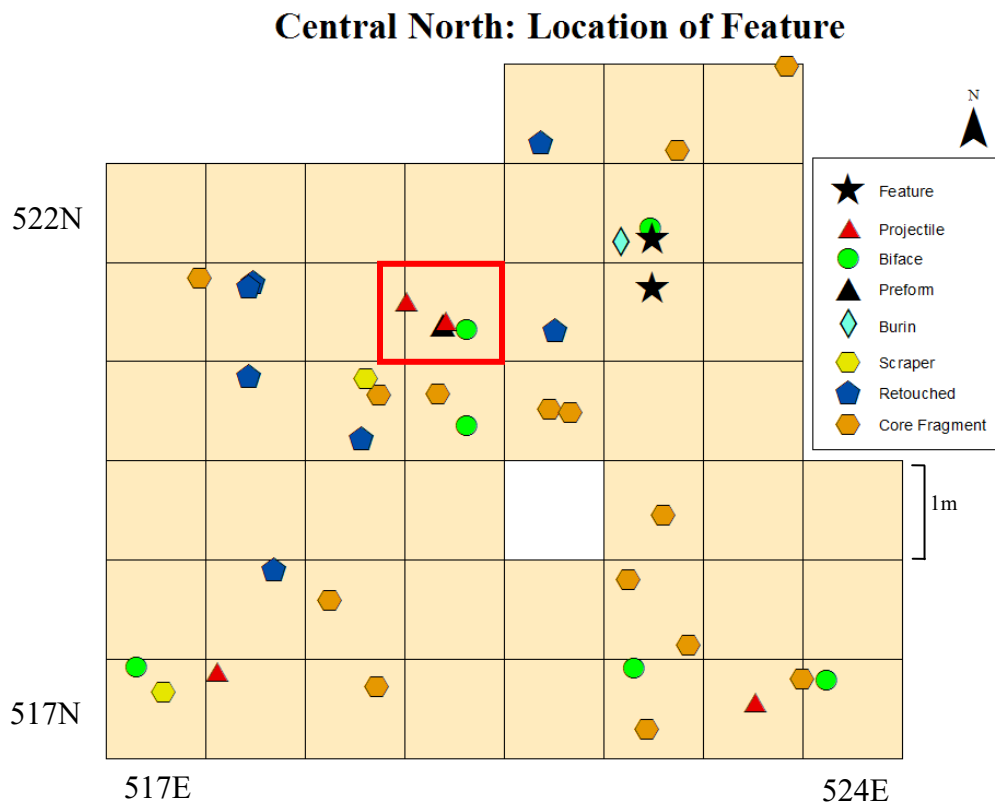 Central North: Location of Feature
N
522N
Feature
Projectile
Biface
Preform
Burin
Scraper
Retouched
Core Fragment
1m
517N
517E
524E